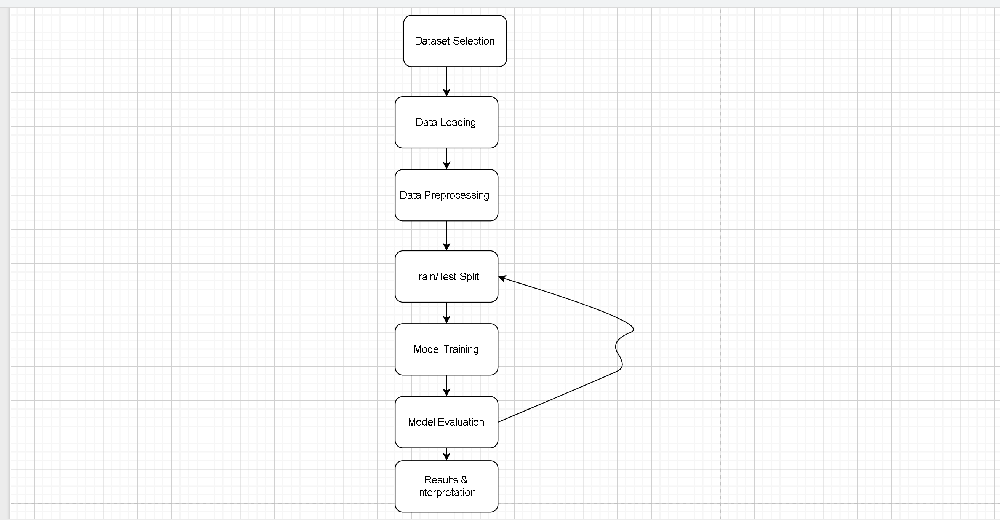 Dataset Selection
Data Loading
Data Preprocessing:
Train/Test Split
Model Training
Model Evaluation
Results &
Interpretation